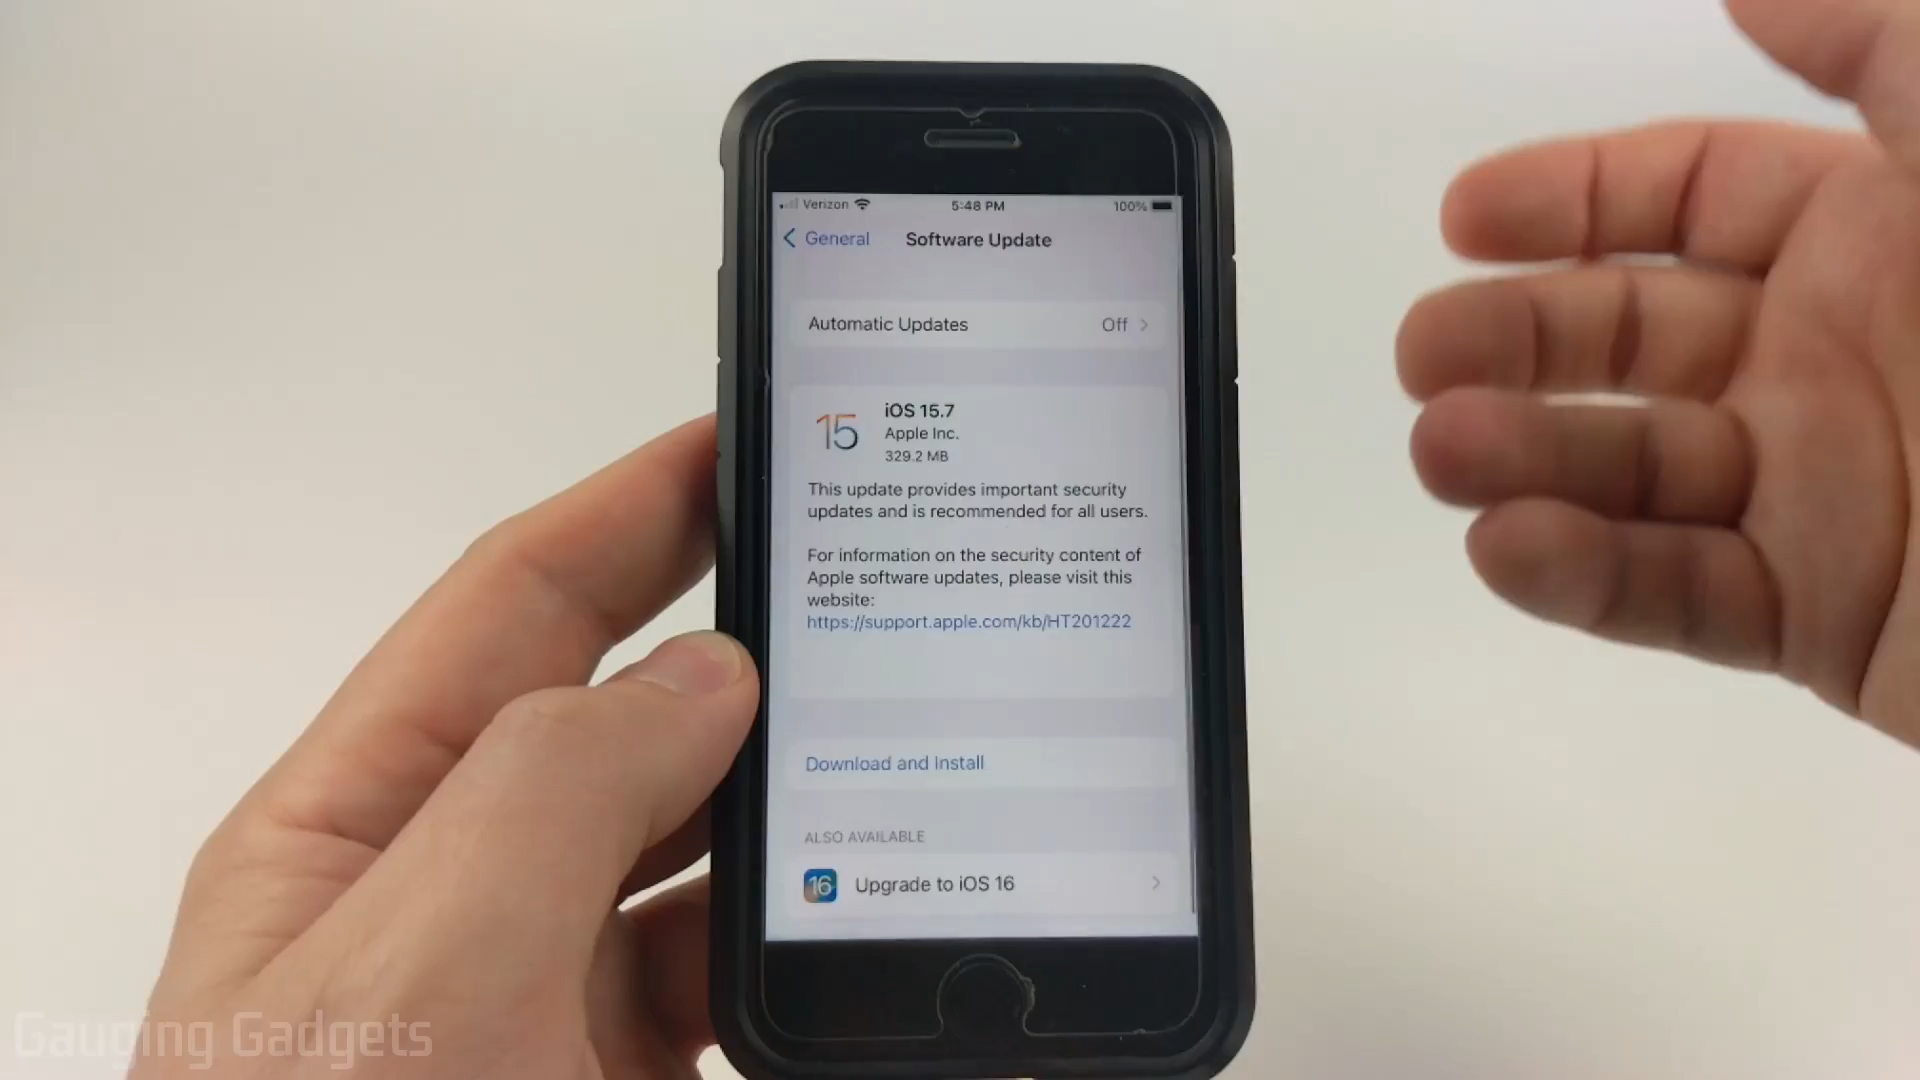 Verizon 5:48 PM 100%
General Software Update
Automatic Updates Off
15
iOS 15.7
Apple Inc.
329.2 MB
This update provides important security
updates and is recommended for all users.
For information on the security content of
Apple software updates, please visit this
website:
https://support.apple.com/kb/HT201222
Download and Install
ALSO AVAILABLE
16 Upgrade to iOS 16
Gauging Gadgets